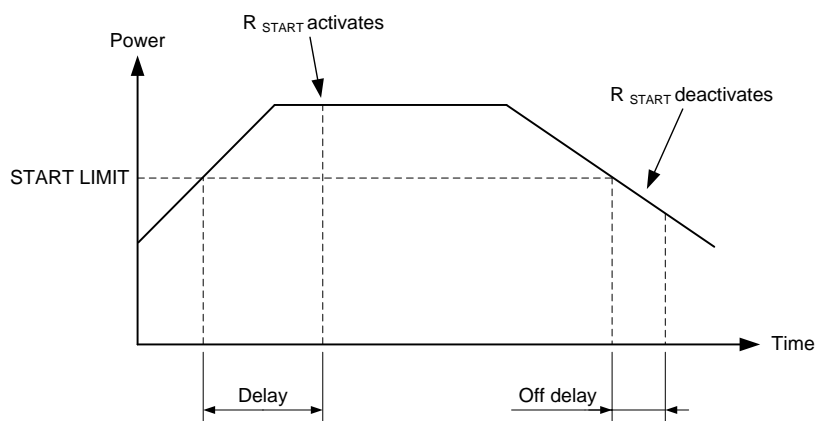 R START activates
Power
R START deactivates
START LIMIT
Time
Delay
Off delay